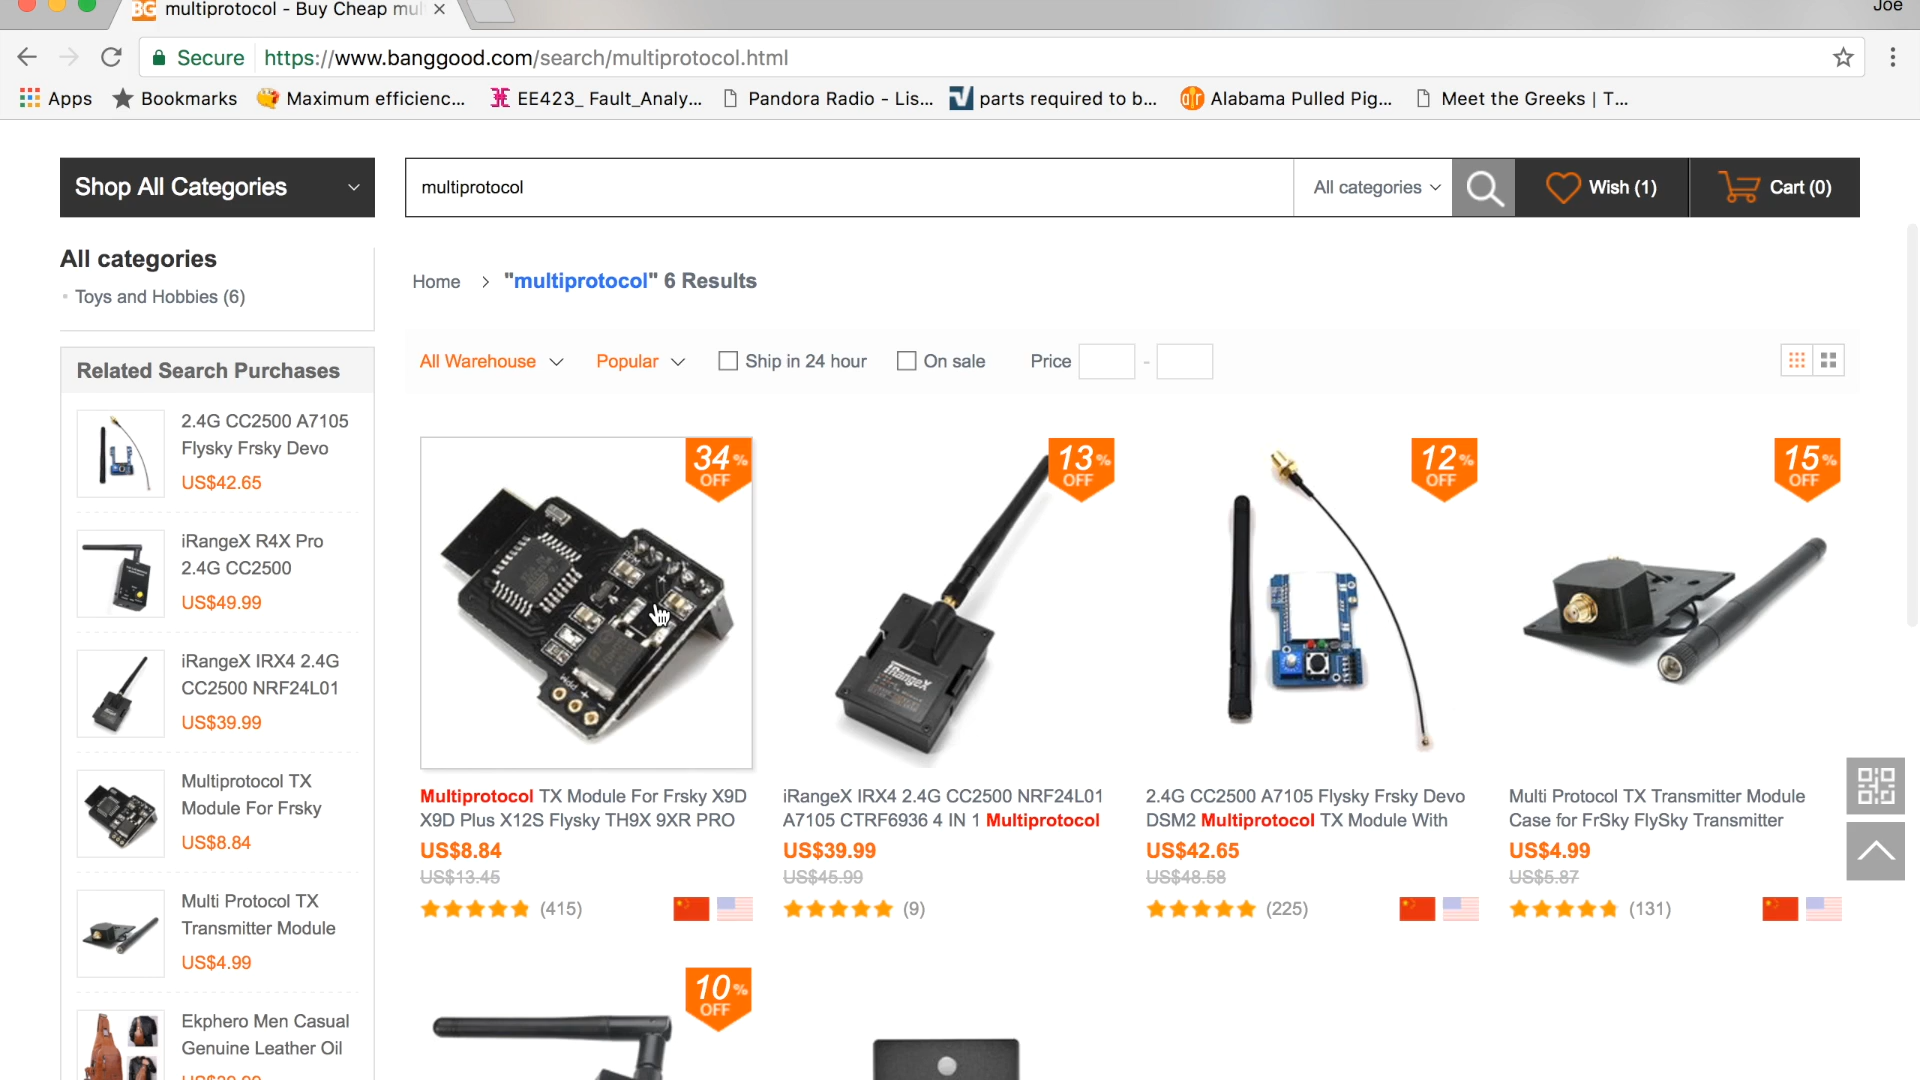 BG multiprotocol - Buy Cheap mul
Joe
Secure https://www.banggood.com/search/multiprotocol.html
Apps Bookmarks Maximum efficienc... EE423_ Fault_Analy... Pandora Radio - Lis... parts required to b... Alabama Pulled Pig... Meet the Greeks | T...
Shop All Categories
multiprotocol
All categories
Wish (1)
Cart (0)
All categories
Toys and Hobbies (6)
Home > "multiprotocol" 6 Results
All Warehouse Popular Ship in 24 hour On sale Price -
Related Search Purchases
2.4G CC2500 A7105
Flysky Frsky Devo
US$42.65
iRangeX R4X Pro
2.4G CC2500
US$49.99
iRangeX IRX4 2.4G
CC2500 NRF24L01
US$39.99
Multiprotocol TX
Module For Frsky
US$8.84
Multi Protocol TX
Transmitter Module
US$4.99
Ekphero Men Casual
Genuine Leather Oil
34% OFF
Multiprotocol TX Module For Frsky X9D
X9D Plus X12S Flysky TH9X 9XR PRO
US$8.84
US$13.45
(415)
13% OFF
iRangeX
iRangeX IRX4 2.4G CC2500 NRF24L01
A7105 CTRF6936 4 IN 1 Multiprotocol
US$39.99
US$45.99
(9)
12% OFF
2.4G CC2500 A7105 Flysky Frsky Devo
DSM2 Multiprotocol TX Module With
US$42.65
US$48.58
(225)
15% OFF
Multi Protocol TX Transmitter Module
Case for FrSky FlySky Transmitter
US$4.99
US$5.87
(131)
10% OFF